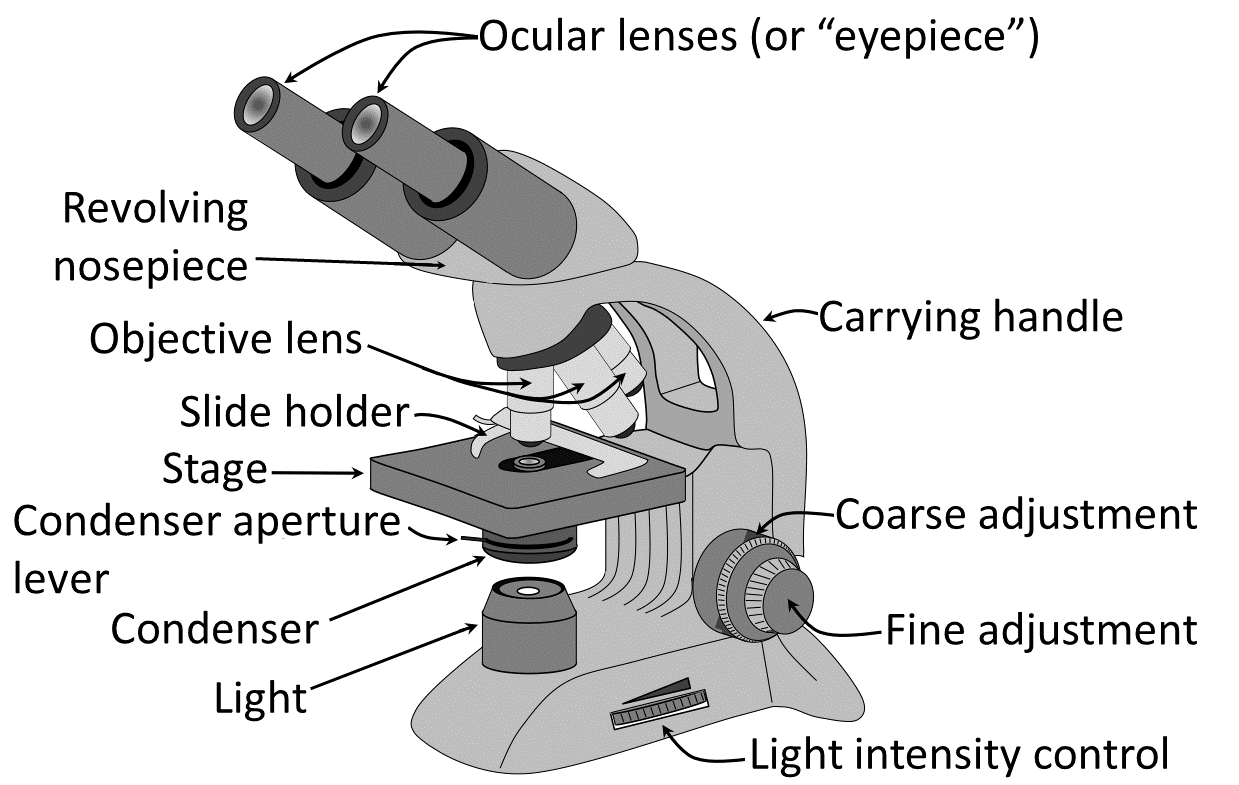 Ocular lenses (or “eyepiece”)
Revolving
nosepiece
Objective lens
Slide holder
Stage
Condenser aperture
lever
Condenser
Light
Carrying handle
Coarse adjustment
Fine adjustment
Light intensity control